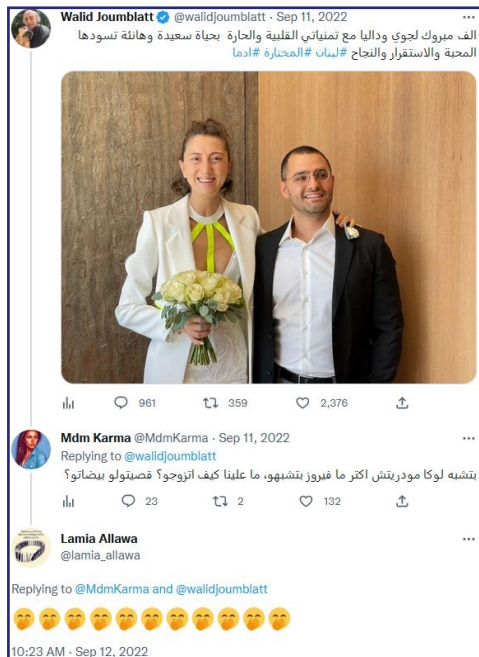 Walid Joumblatt @walidjoumblatt · Sep 11, 2022
الف مبروك لجوي وداليا مع تمنياتي القلبية والحارة بحياة سعيدة وهانئة تسودها
المحبة والاستقرار والنجاح #لبنان #المختارة #ادما
961 359 2,376
Mdm Karma @MdmKarma · Sep 11, 2022
Replying to @walidjoumblatt
بتشبه لوكا مودريتش اكتر ما فيروز بتشبهو، ما علينا كيف اتزوجو؟ قصيتولو بيضاتو؟
23 2 132
Lamia Allawa
@lamia_allawa
Replying to @MdmKarma and @walidjoumblatt
🤭🤭🤭🤭🤭🤭🤭🤭🤭🤭🤭
10:23 AM · Sep 12, 2022